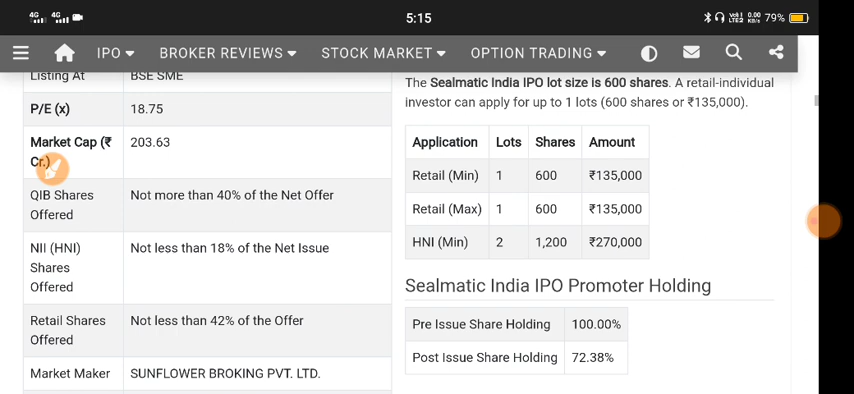 4G 4G 5:15 79%
IPO BROKER REVIEWS STOCK MARKET OPTION TRADING
Listing At BSE SME
P/E (x) 18.75
Market Cap (₹
Cr.) 203.63
QIB Shares
Offered Not more than 40% of the Net Offer
NII (HNI)
Shares
Offered Not less than 18% of the Net Issue
Retail Shares
Offered Not less than 42% of the Offer
Market Maker SUNFLOWER BROKING PVT. LTD.
The Sealmatic India IPO lot size is 600 shares. A retail-individual
investor can apply for up to 1 lots (600 shares or ₹135,000).
Application Lots Shares Amount
Retail (Min) 1 600 ₹135,000
Retail (Max) 1 600 ₹135,000
HNI (Min) 2 1,200 ₹270,000
Sealmatic India IPO Promoter Holding
Pre Issue Share Holding 100.00%
Post Issue Share Holding 72.38%